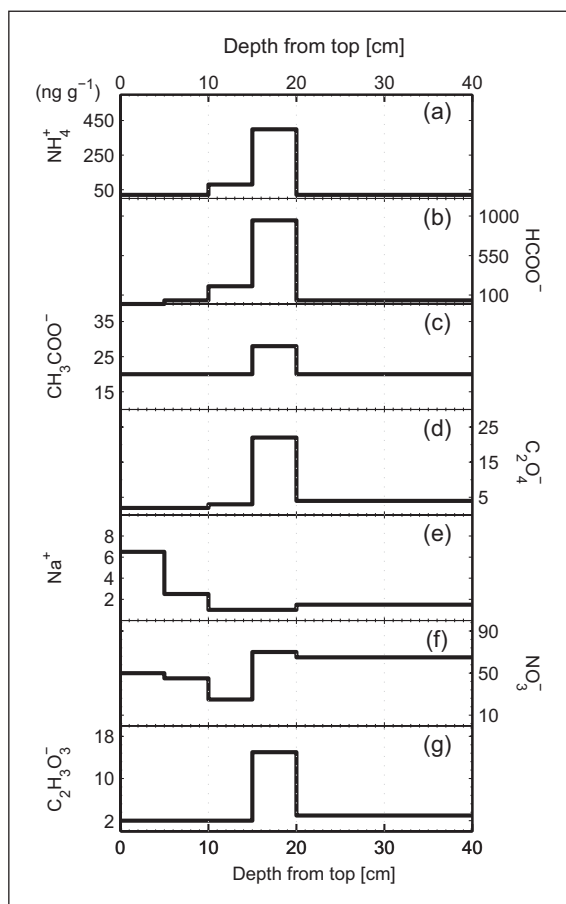 Depth from top [cm]
0 10 20 30 40
(ng g⁻¹)
(a)
NH₄⁺
450
250
50
(b)
1000
550
100
HCOO⁻
(c)
CH₃COO⁻
35
25
15
(d)
25
15
5
C₂O₄⁻
(e)
Na⁺
8
6
4
2
(f)
90
50
10
NO₃⁻
(g)
C₂H₃O₃⁻
18
10
2
0 10 20 30 40
Depth from top [cm]